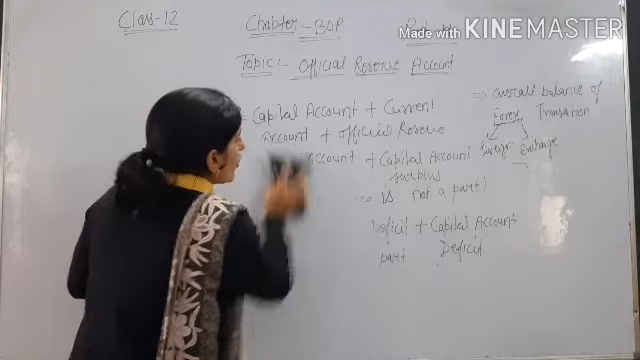 Class-12
Chapter - BOP
Made with KINEMASTER
Topic:- Official Reserve Account
= Capital Account + Current
Account + Official Reserve
Account + Capital Account
Surplus
is not a part)
Deficit + Capital Account
part Deficit
=> overall balance of
Forex Transation
foreign Exchange